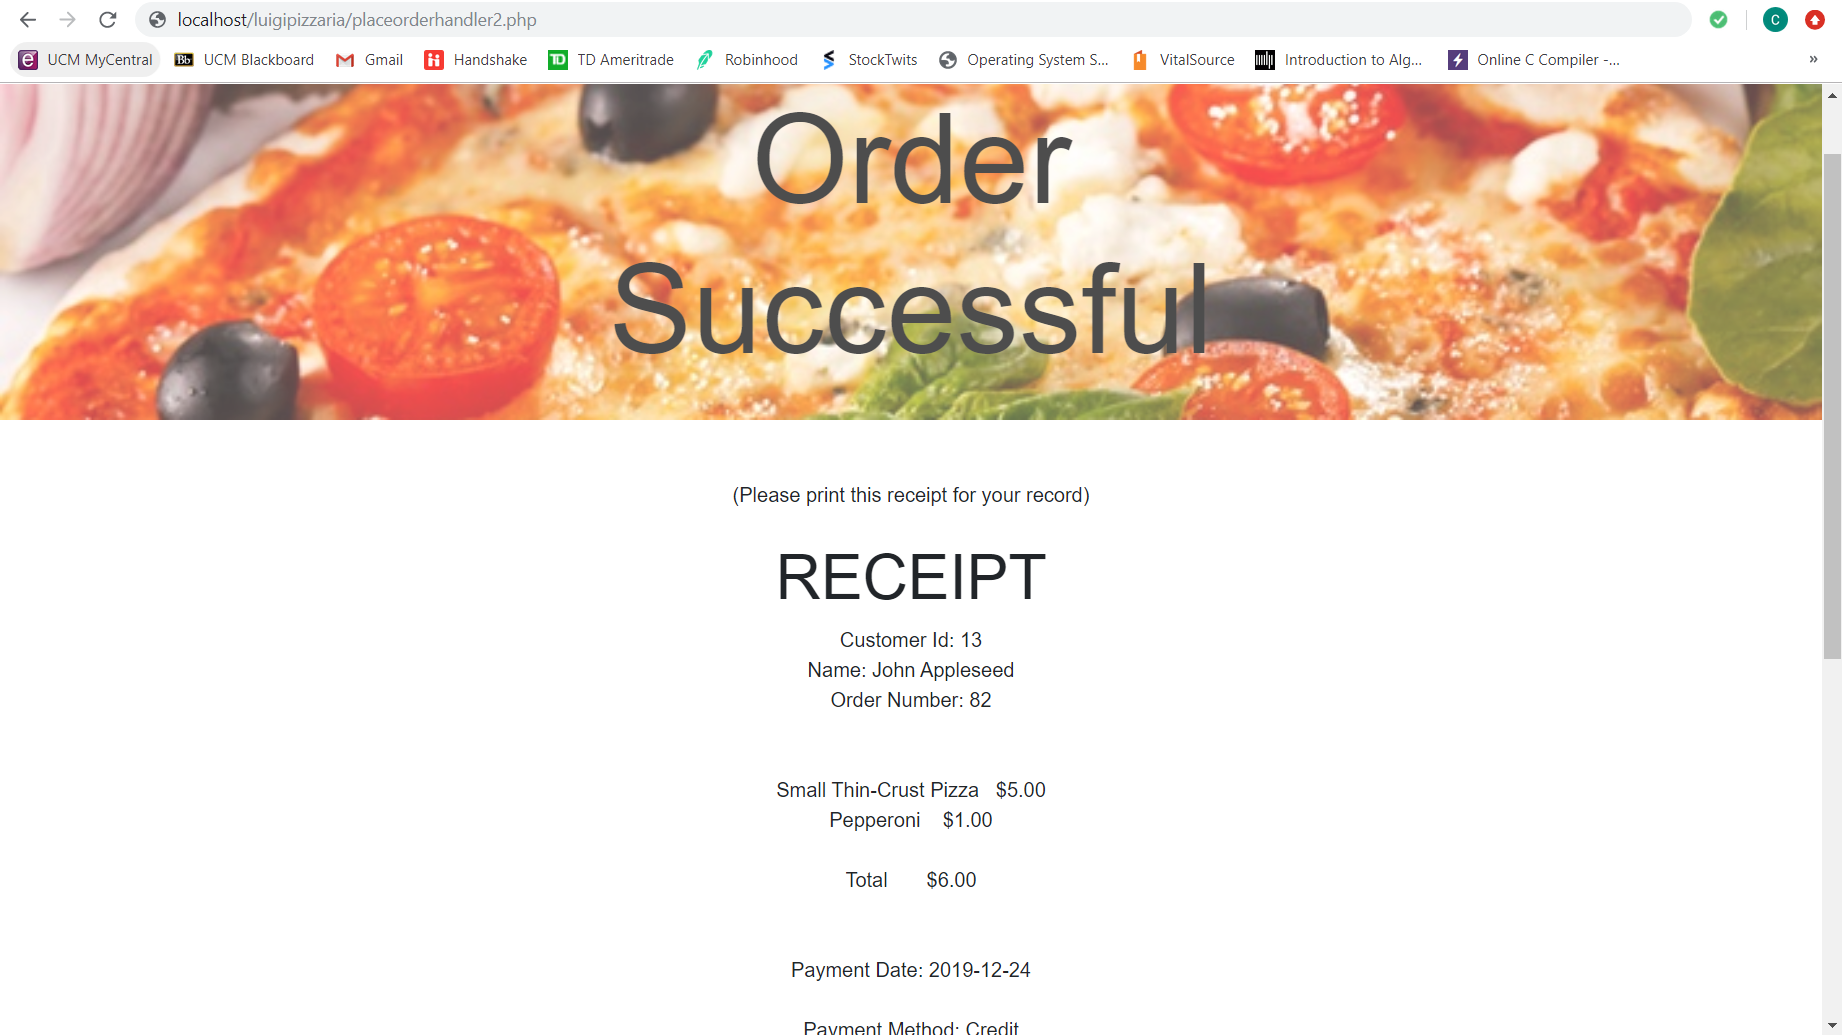 localhost/luigipizzaria/placeorderhandler2.php
C
UCM MyCentral
Bb
UCM Blackboard
Gmail
Handshake
TD
TD Ameritrade
Robinhood
StockTwits
Operating System S...
VitalSource
Introduction to Alg...
Online C Compiler -...
»
Order
Successful
(Please print this receipt for your record)
RECEIPT
Customer Id: 13
Name: John Appleseed
Order Number: 82
Small Thin-Crust Pizza $5.00
Pepperoni $1.00
Total $6.00
Payment Date: 2019-12-24
Payment Method: Credit